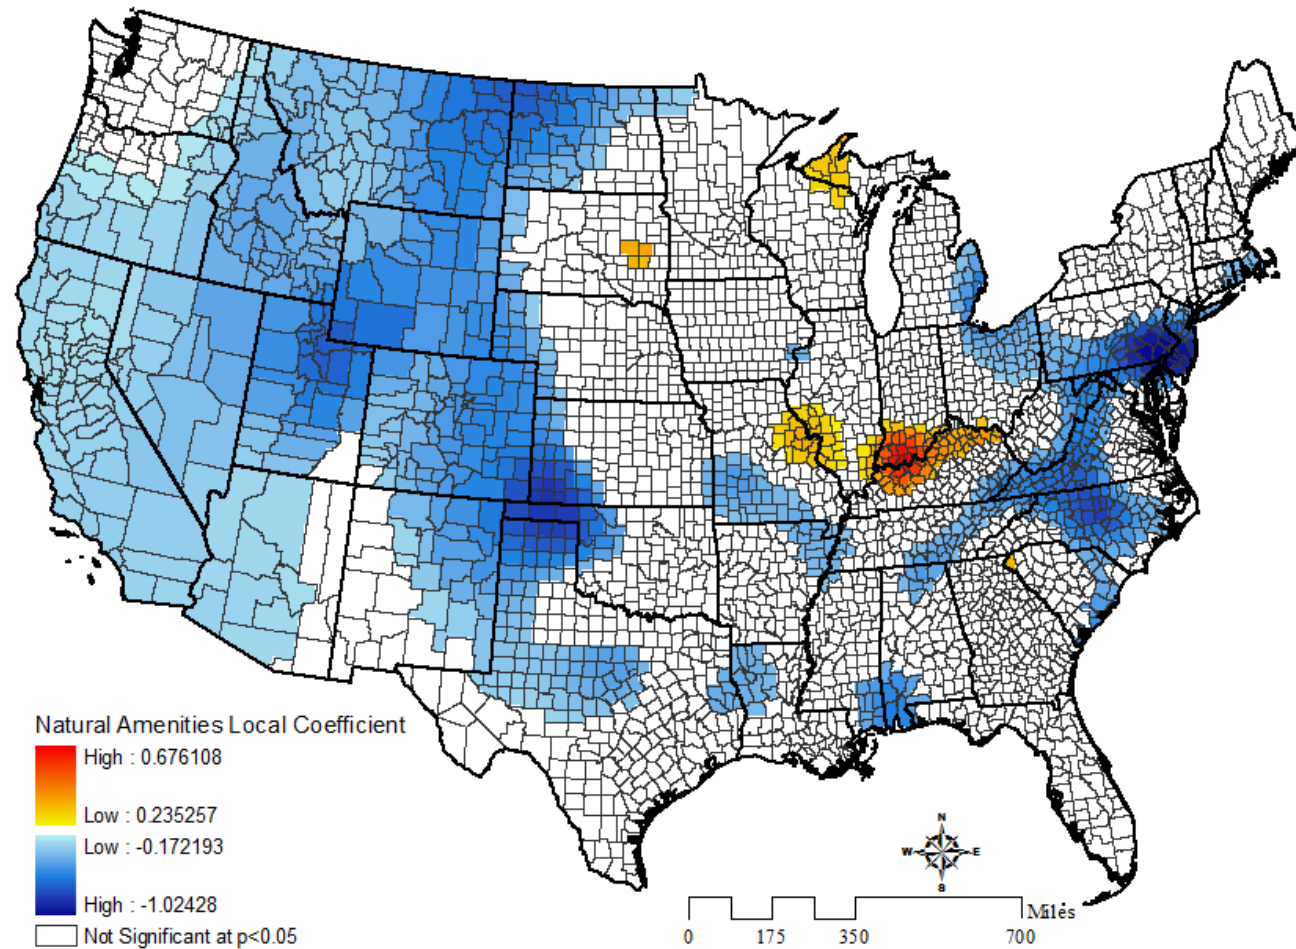 Natural Amenities Local Coefficient
High : 0.676108
Low : 0.235257
Low : -0.172193
High : -1.02428
Not Significant at p<0.05
N
W E
S
Miles
0 175 350 700